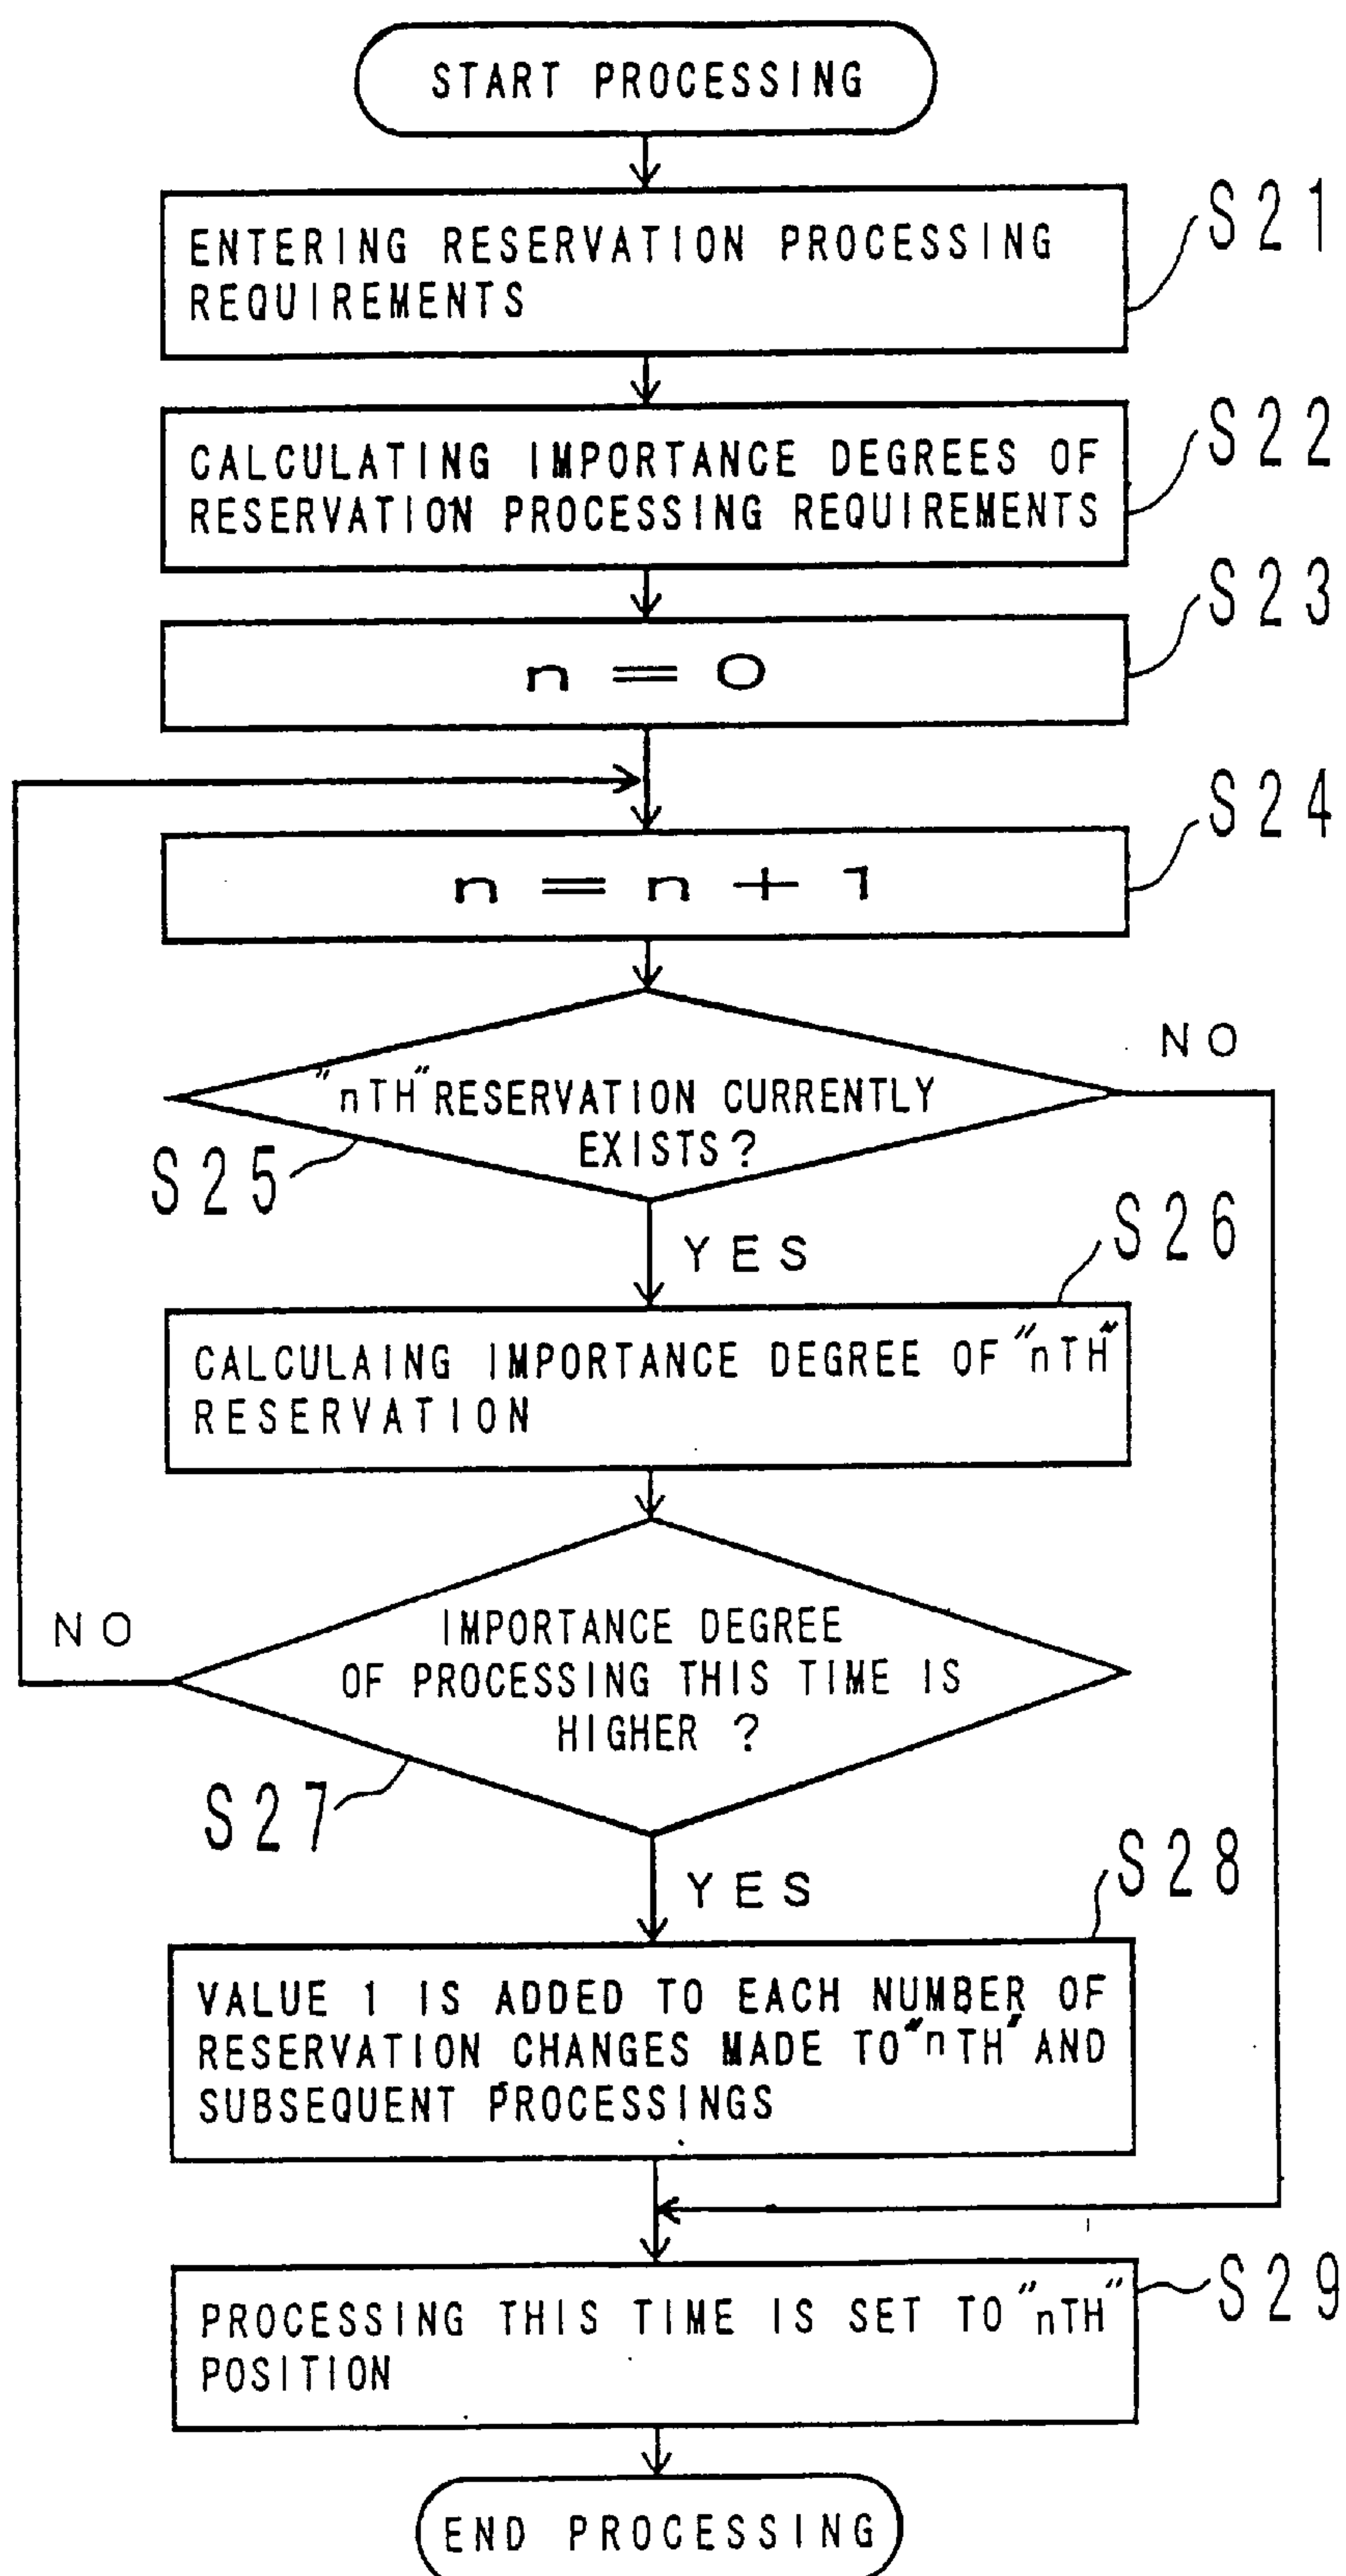 START PROCESSING
S21
ENTERING RESERVATION PROCESSING
REQUIREMENTS
S22
CALCULATING IMPORTANCE DEGREES OF
RESERVATION PROCESSING REQUIREMENTS
S23
n = 0
S24
n = n + 1
NO
"nTH" RESERVATION CURRENTLY
EXISTS?
S25
YES
S26
CALCULAING IMPORTANCE DEGREE OF "nTH"
RESERVATION
NO
IMPORTANCE DEGREE
OF PROCESSING THIS TIME IS
HIGHER ?
S27
YES
S28
VALUE 1 IS ADDED TO EACH NUMBER OF
RESERVATION CHANGES MADE TO "nTH" AND
SUBSEQUENT PROCESSINGS
S29
PROCESSING THIS TIME IS SET TO "nTH"
POSITION
END PROCESSING